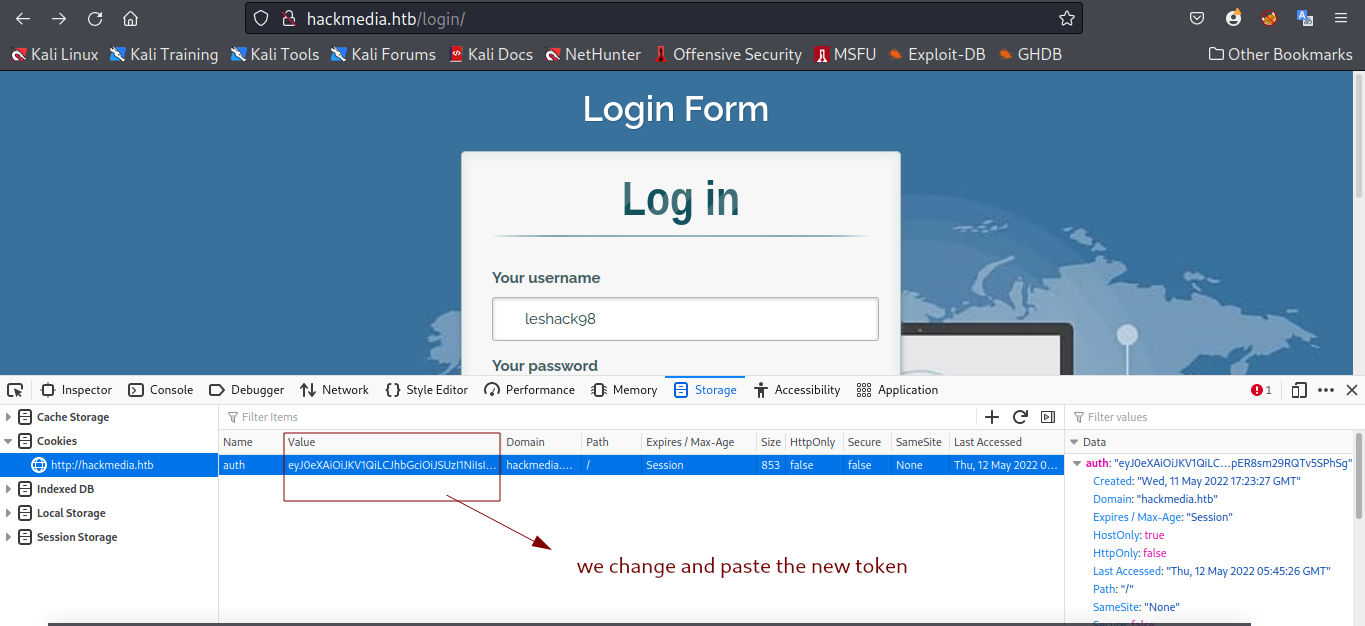 hackmedia.htb/login/
Kali Linux Kali Training Kali Tools Kali Forums Kali Docs NetHunter Offensive Security MSFU Exploit-DB GHDB Other Bookmarks
Login Form
Log in
Your username
leshack98
Your password
Inspector Console Debugger Network Style Editor Performance Memory Storage Accessibility Application 1
Cache Storage
Cookies
http://hackmedia.htb
Indexed DB
Local Storage
Session Storage
Filter Items
Name Value Domain Path Expires / Max-Age Size HttpOnly Secure SameSite Last Accessed
auth eyJ0eXAiOiJKV1QiLCJhbGciOiJSUzI1NiIsI... hackmedia.... / Session 853 false false None Thu, 12 May 2022 0...
we change and paste the new token
Filter values
Data
auth: "eyJ0eXAiOiJKV1QiLC...pER8sm29RQTv5SPhSg"
Created: "Wed, 11 May 2022 17:23:27 GMT"
Domain: "hackmedia.htb"
Expires / Max-Age: "Session"
HostOnly: true
HttpOnly: false
Last Accessed: "Thu, 12 May 2022 05:45:26 GMT"
Path: "/"
SameSite: "None"